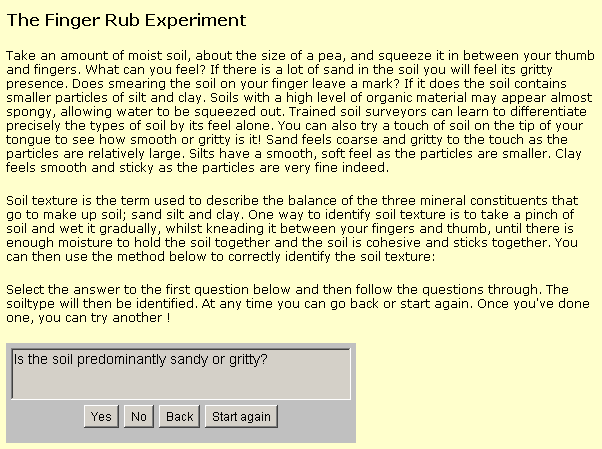 The Finger Rub Experiment
Take an amount of moist soil, about the size of a pea, and squeeze it in between your thumb
and fingers. What can you feel? If there is a lot of sand in the soil you will feel its gritty
presence. Does smearing the soil on your finger leave a mark? If it does the soil contains
smaller particles of silt and clay. Soils with a high level of organic material may appear almost
spongy, allowing water to be squeezed out. Trained soil surveyors can learn to differentiate
precisely the types of soil by its feel alone. You can also try a touch of soil on the tip of your
tongue to see how smooth or gritty is it! Sand feels coarse and gritty to the touch as the
particles are relatively large. Silts have a smooth, soft feel as the particles are smaller. Clay
feels smooth and sticky as the particles are very fine indeed.
Soil texture is the term used to describe the balance of the three mineral constituents that
go to make up soil; sand silt and clay. One way to identify soil texture is to take a pinch of
soil and wet it gradually, whilst kneading it between your fingers and thumb, until there is
enough moisture to hold the soil together and the soil is cohesive and sticks together. You
can then use the method below to correctly identify the soil texture:
Select the answer to the first question below and then follow the questions through. The
soiltype will then be identified. At any time you can go back or start again. Once you've done
one, you can try another !
Is the soil predominantly sandy or gritty?
Yes No Back Start again